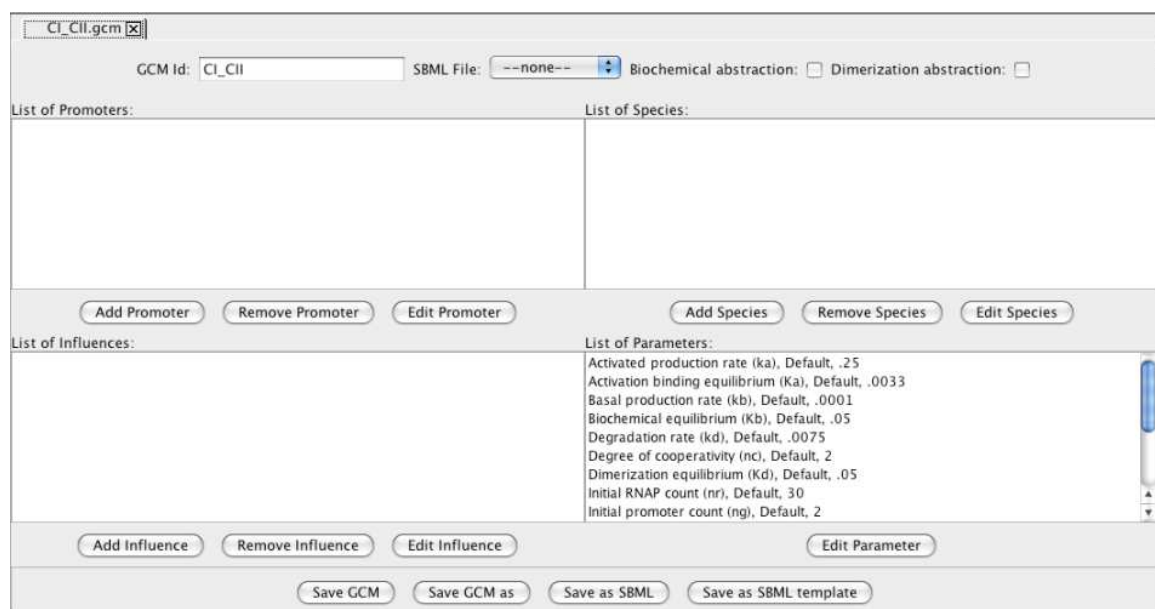 CI_CII.gcm
GCM Id: CI_CII SBML File: --none-- Biochemical abstraction: Dimerization abstraction:
List of Promoters: List of Species:
Add Promoter Remove Promoter Edit Promoter Add Species Remove Species Edit Species
List of Influences: List of Parameters:
Activated production rate (ka), Default, .25
Activation binding equilibrium (Ka), Default, .0033
Basal production rate (kb), Default, .0001
Biochemical equilibrium (Kb), Default, .05
Degradation rate (kd), Default, .0075
Degree of cooperativity (nc), Default, 2
Dimerization equilibrium (Kd), Default, .05
Initial RNAP count (nr), Default, 30
Initial promoter count (ng), Default, 2
Add Influence Remove Influence Edit Influence Edit Parameter
Save GCM Save GCM as Save as SBML Save as SBML template